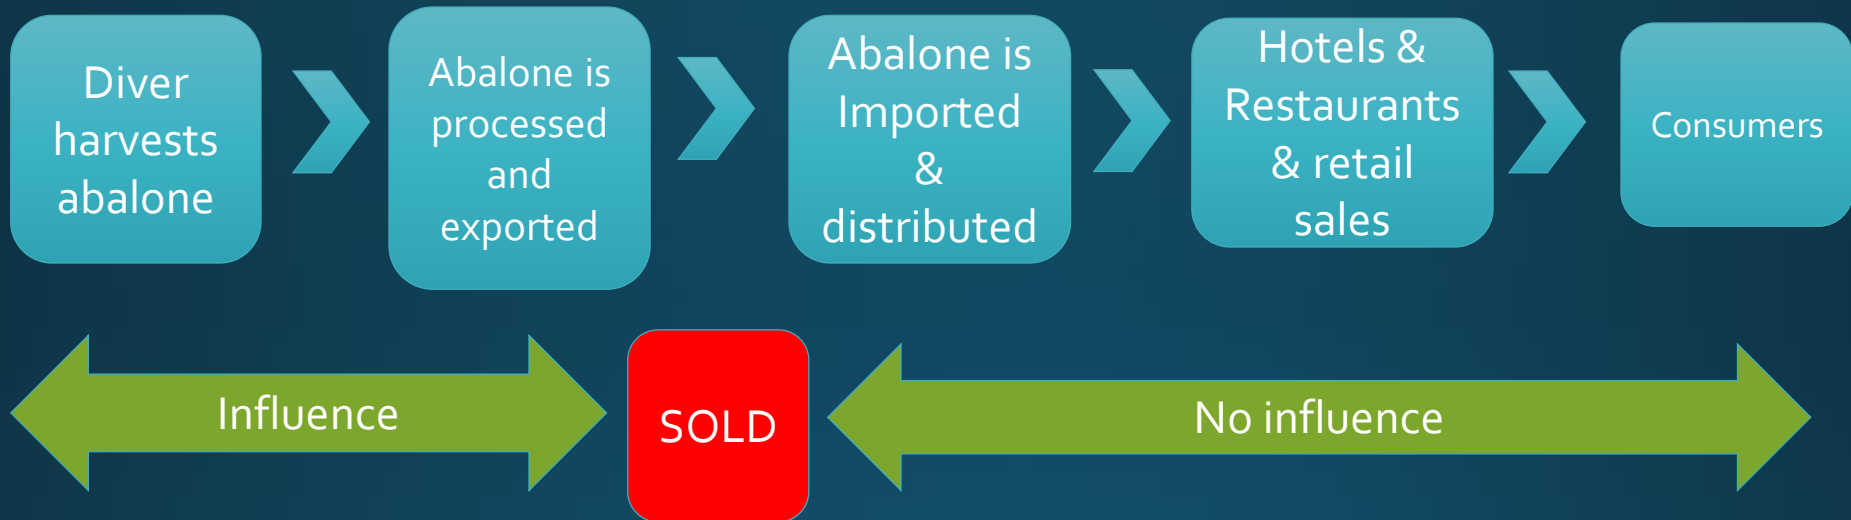 Diver
harvests
abalone
Abalone is
processed
and
exported
Abalone is
Imported
&
distributed
Hotels &
Restaurants
& retail
sales
Consumers
Influence
SOLD
No influence